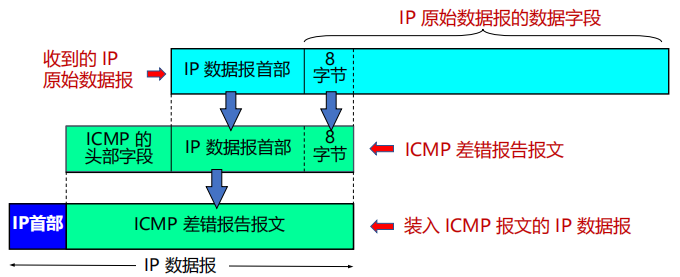 IP 原始数据报的数据字段
收到的 IP
原始数据报
IP 数据报首部
8
字节
ICMP 的
头部字段
IP 数据报首部
8
字节
ICMP 差错报告报文
IP首部
ICMP 差错报告报文
装入 ICMP 报文的 IP 数据报
IP 数据报